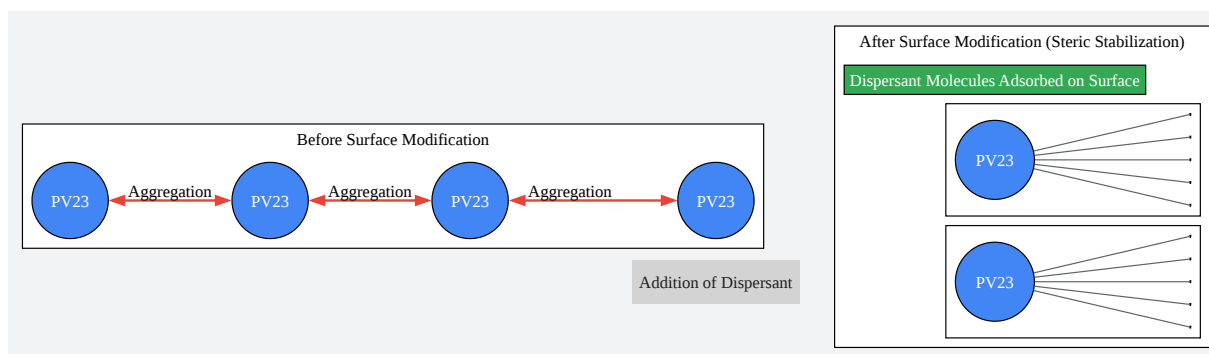 Before Surface Modification
PV23 Aggregation PV23 Aggregation PV23 Aggregation PV23
Addition of Dispersant
After Surface Modification (Steric Stabilization)
Dispersant Molecules Adsorbed on Surface
PV23
PV23